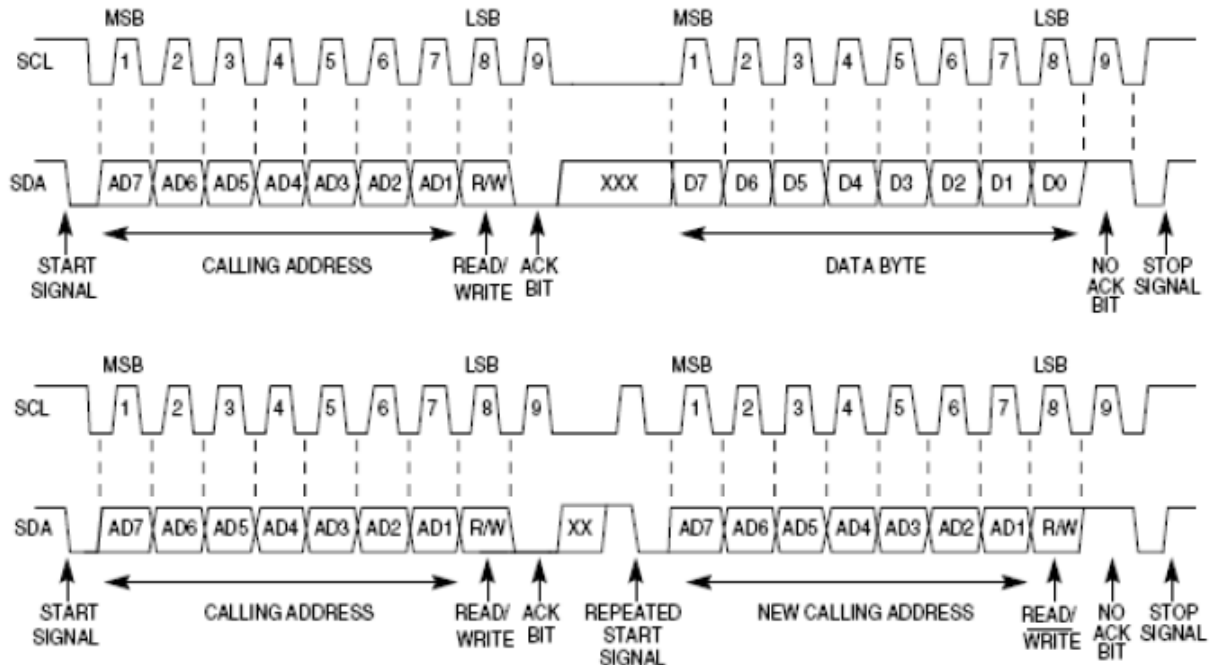 MSB LSB MSB LSB
SCL 1 2 3 4 5 6 7 8 9 1 2 3 4 5 6 7 8 9
SDA AD7 AD6 AD5 AD4 AD3 AD2 AD1 R/W XXX D7 D6 D5 D4 D3 D2 D1 D0
START CALLING ADDRESS READ/ ACK DATA BYTE NO STOP
SIGNAL WRITE BIT ACK SIGNAL
BIT
MSB LSB MSB LSB
SCL 1 2 3 4 5 6 7 8 9 1 2 3 4 5 6 7 8 9
SDA AD7 AD6 AD5 AD4 AD3 AD2 AD1 R/W XX AD7 AD6 AD5 AD4 AD3 AD2 AD1 R/W
START CALLING ADDRESS READ/ ACK REPEATED NEW CALLING ADDRESS READ/ NO STOP
SIGNAL WRITE BIT START WRITE ACK SIGNAL
SIGNAL BIT